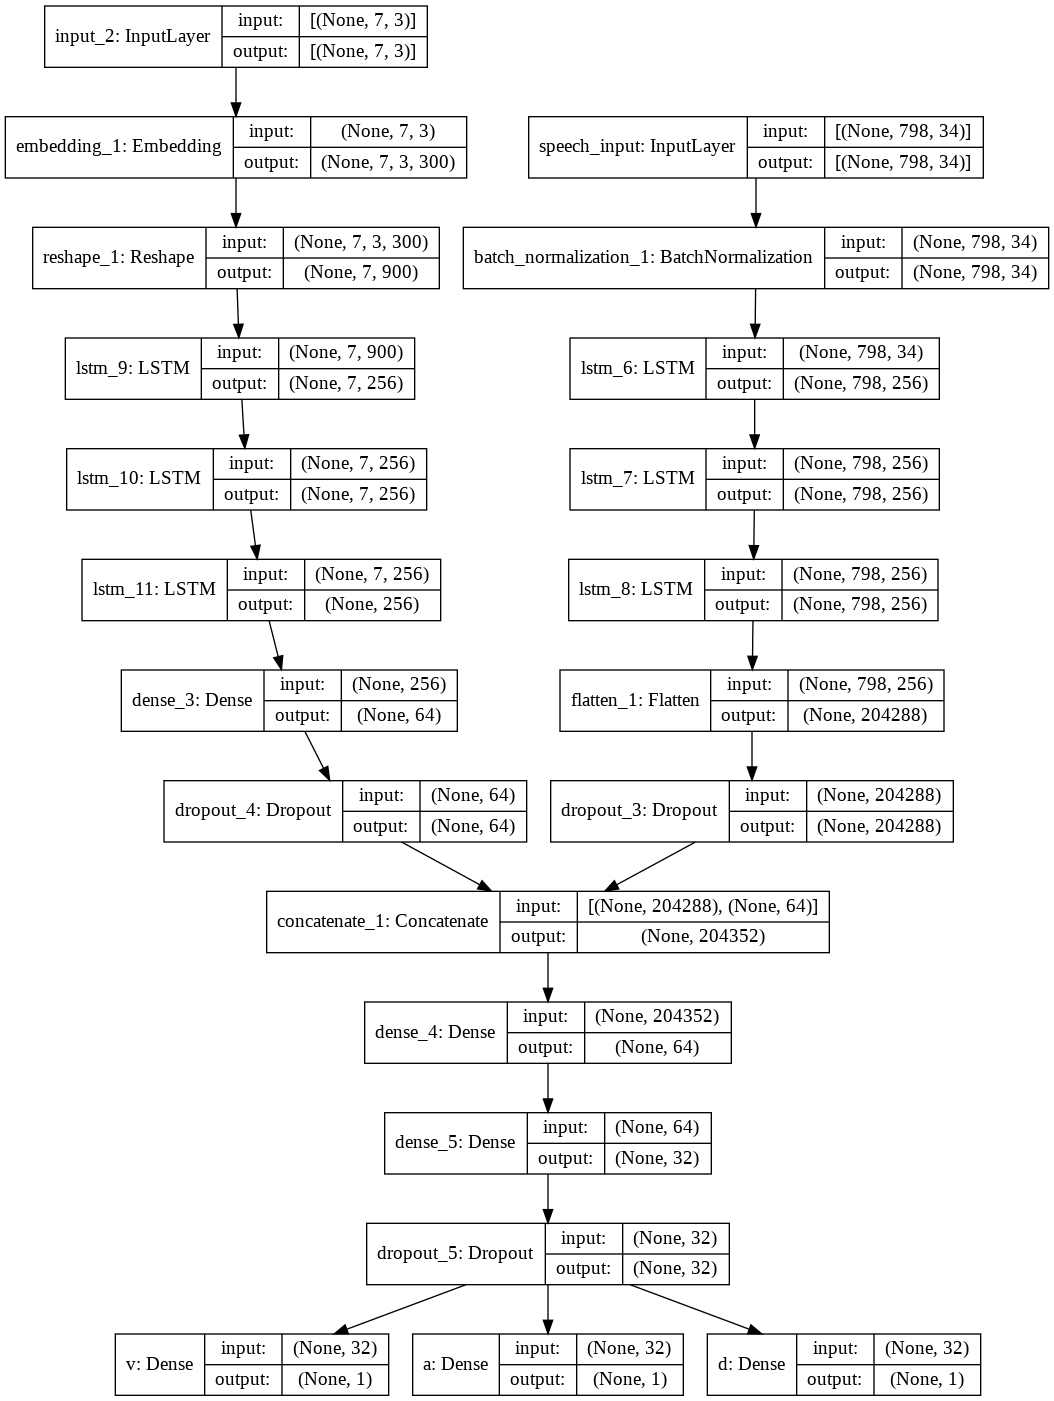 input_2: InputLayer
input: [(None, 7, 3)]
output: [(None, 7, 3)]
embedding_1: Embedding
input: (None, 7, 3)
output: (None, 7, 3, 300)
speech_input: InputLayer
input: [(None, 798, 34)]
output: [(None, 798, 34)]
reshape_1: Reshape
input: (None, 7, 3, 300)
output: (None, 7, 900)
batch_normalization_1: BatchNormalization
input: (None, 798, 34)
output: (None, 798, 34)
lstm_9: LSTM
input: (None, 7, 900)
output: (None, 7, 256)
lstm_6: LSTM
input: (None, 798, 34)
output: (None, 798, 256)
lstm_10: LSTM
input: (None, 7, 256)
output: (None, 7, 256)
lstm_7: LSTM
input: (None, 798, 256)
output: (None, 798, 256)
lstm_11: LSTM
input: (None, 7, 256)
output: (None, 256)
lstm_8: LSTM
input: (None, 798, 256)
output: (None, 798, 256)
dense_3: Dense
input: (None, 256)
output: (None, 64)
flatten_1: Flatten
input: (None, 798, 256)
output: (None, 204288)
dropout_4: Dropout
input: (None, 64)
output: (None, 64)
dropout_3: Dropout
input: (None, 204288)
output: (None, 204288)
concatenate_1: Concatenate
input: [(None, 204288), (None, 64)]
output: (None, 204352)
dense_4: Dense
input: (None, 204352)
output: (None, 64)
dense_5: Dense
input: (None, 64)
output: (None, 32)
dropout_5: Dropout
input: (None, 32)
output: (None, 32)
v: Dense
input: (None, 32)
output: (None, 1)
a: Dense
input: (None, 32)
output: (None, 1)
d: Dense
input: (None, 32)
output: (None, 1)